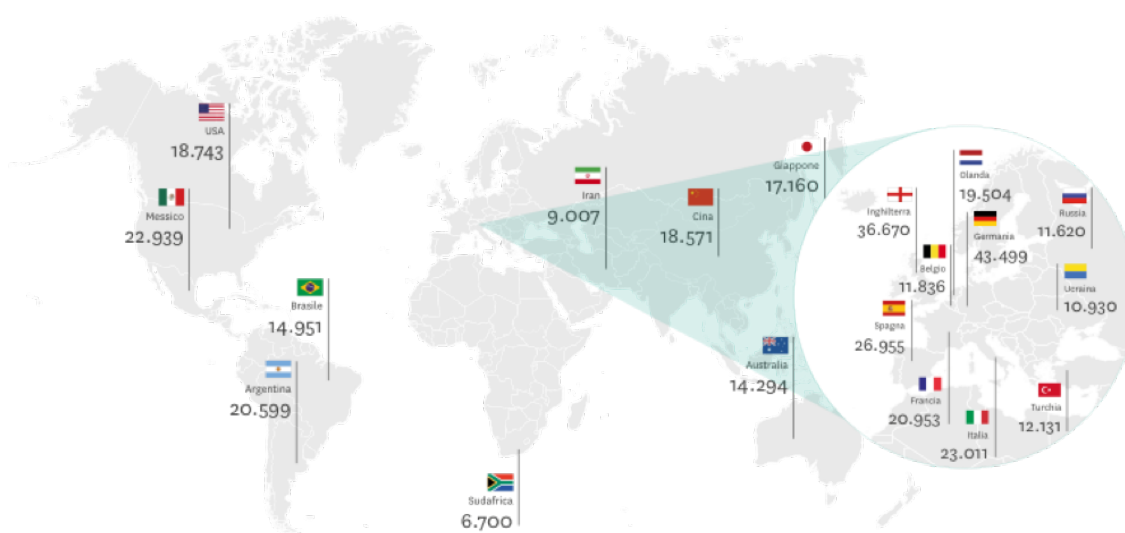 USA
18.743
Messico
22.939
Brasile
14.951
Argentina
20.599
Iran
9.007
Cina
18.571
Giappone
17.160
Australia
14.294
Sudafrica
6.700
Olanda
19.504
Inghilterra
36.670
Germania
43.499
Russia
11.620
Belgio
11.836
Ucraina
10.930
Spagna
26.955
Francia
20.953
Italia
23.011
Turchia
12.131